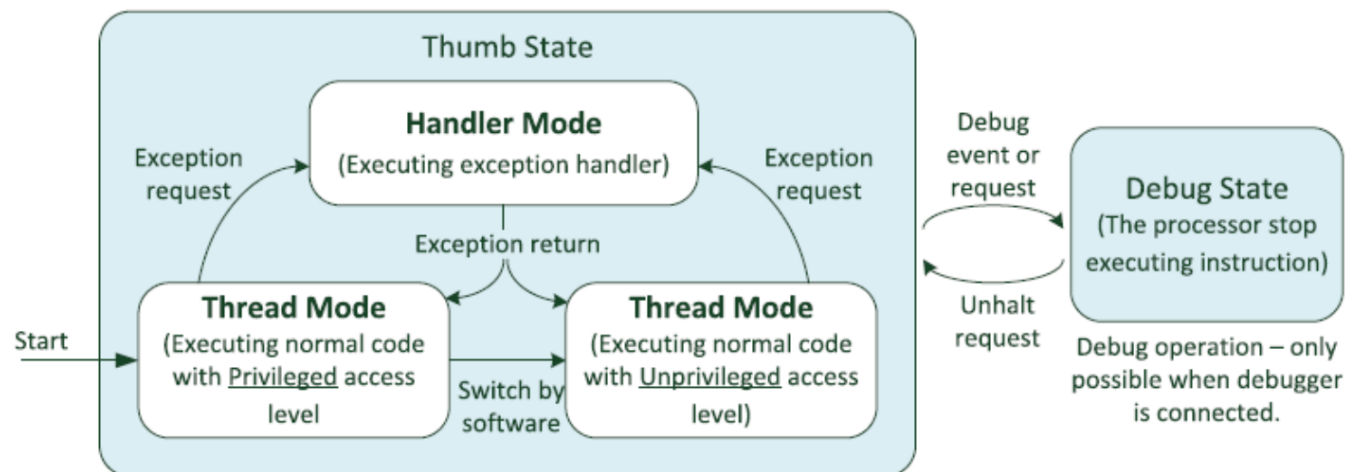 Thumb State
Handler Mode
(Executing exception handler)
Exception
request
Exception
request
Exception return
Start
Thread Mode
(Executing normal code
with Privileged access
level
Switch by
software
Thread Mode
(Executing normal code
with Unprivileged access
level)
Debug
event or
request
Unhalt
request
Debug State
(The processor stop
executing instruction)
Debug operation – only
possible when debugger
is connected.